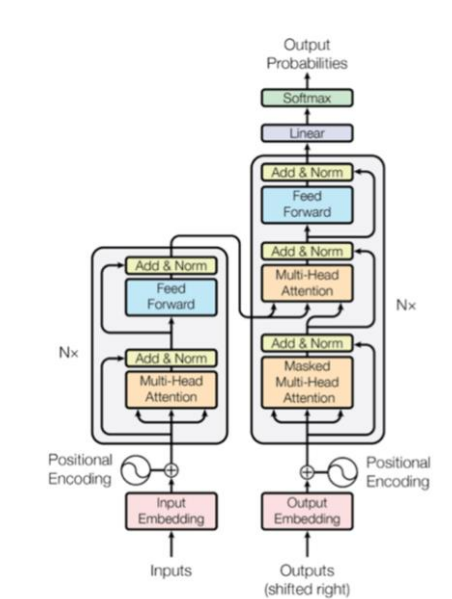 Output
Probabilities
Softmax
Linear
Add & Norm
Feed
Forward
Add & Norm
Multi-Head
Attention
Add & Norm
Masked
Multi-Head
Attention
Nx
Add & Norm
Feed
Forward
Add & Norm
Multi-Head
Attention
Nx
Positional
Encoding
Positional
Encoding
Input
Embedding
Output
Embedding
Inputs
Outputs
(shifted right)